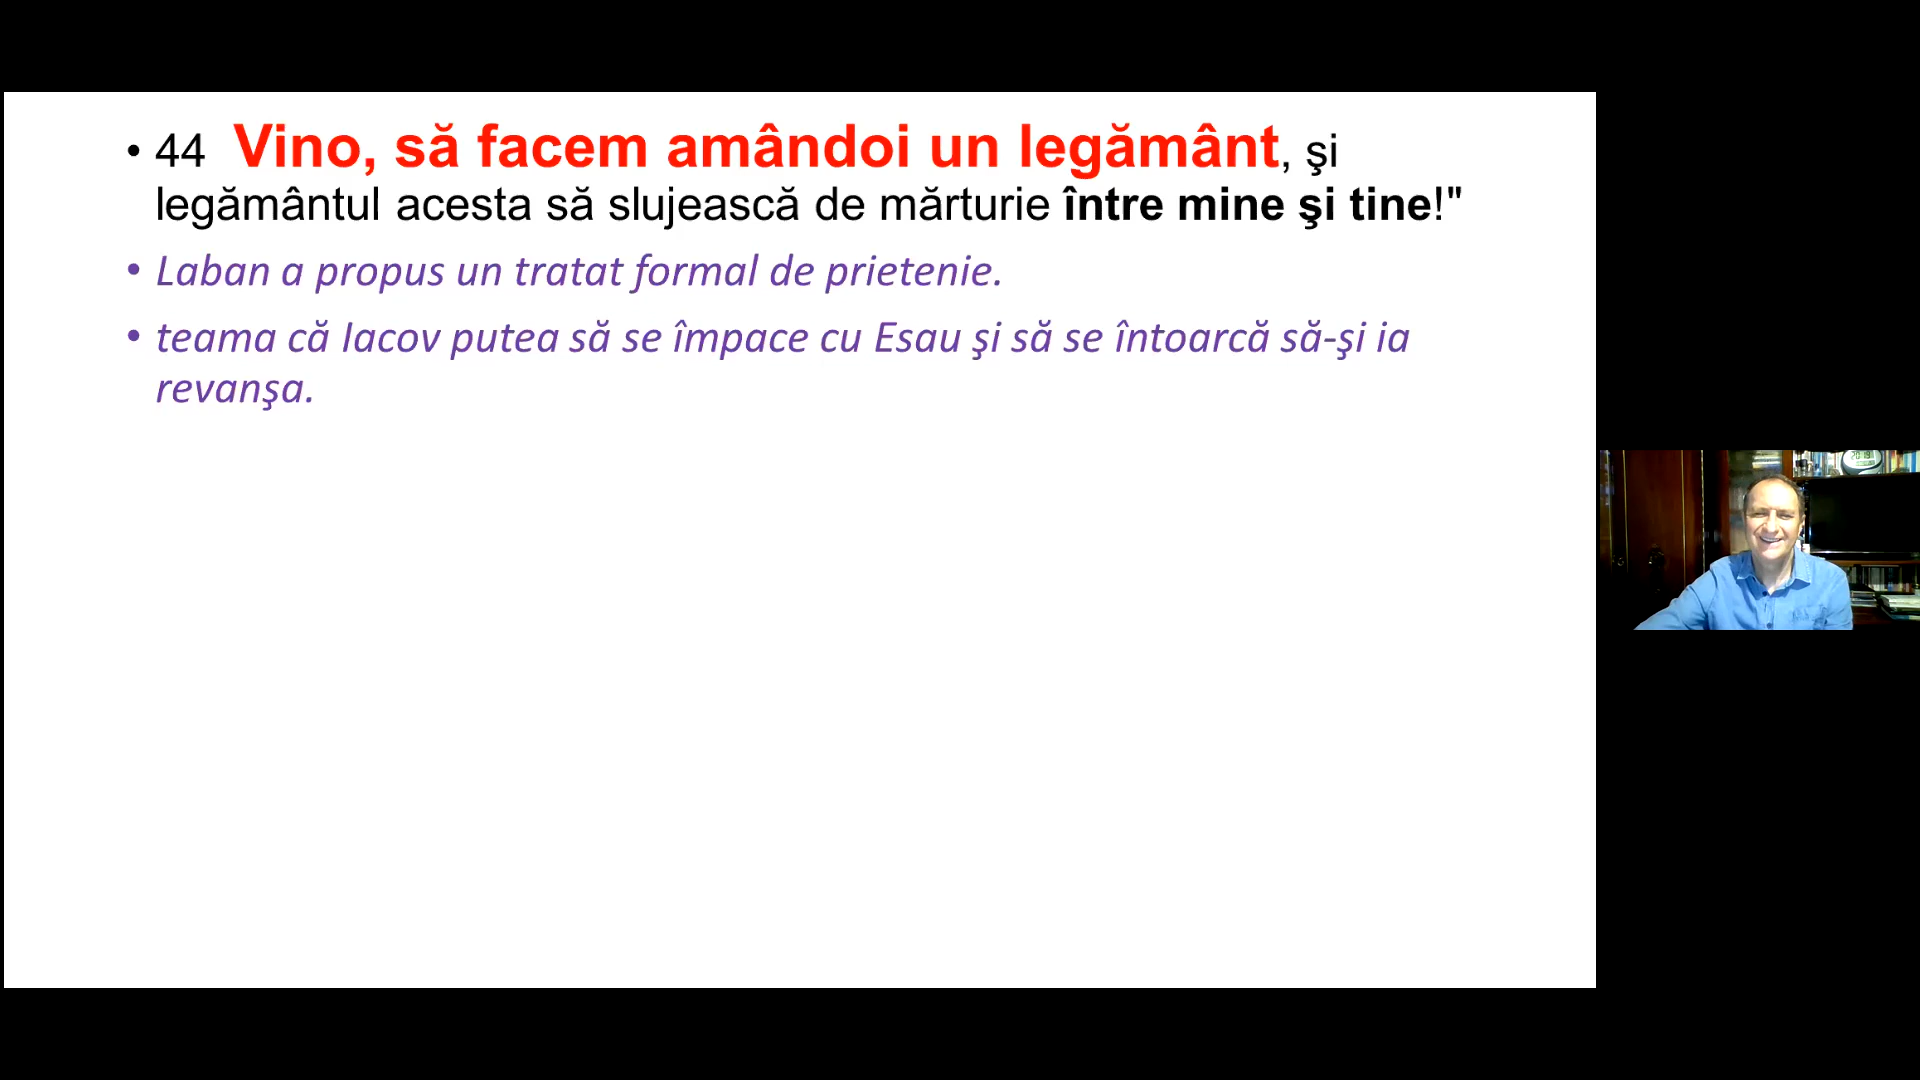 • 44 Vino, să facem amândoi un legământ, şi
legământul acesta să slujească de mărturie între mine şi tine!"
• Laban a propus un tratat formal de prietenie.
• teama că Iacov putea să se împace cu Esau şi să se întoarcă să-şi ia
revanşa.